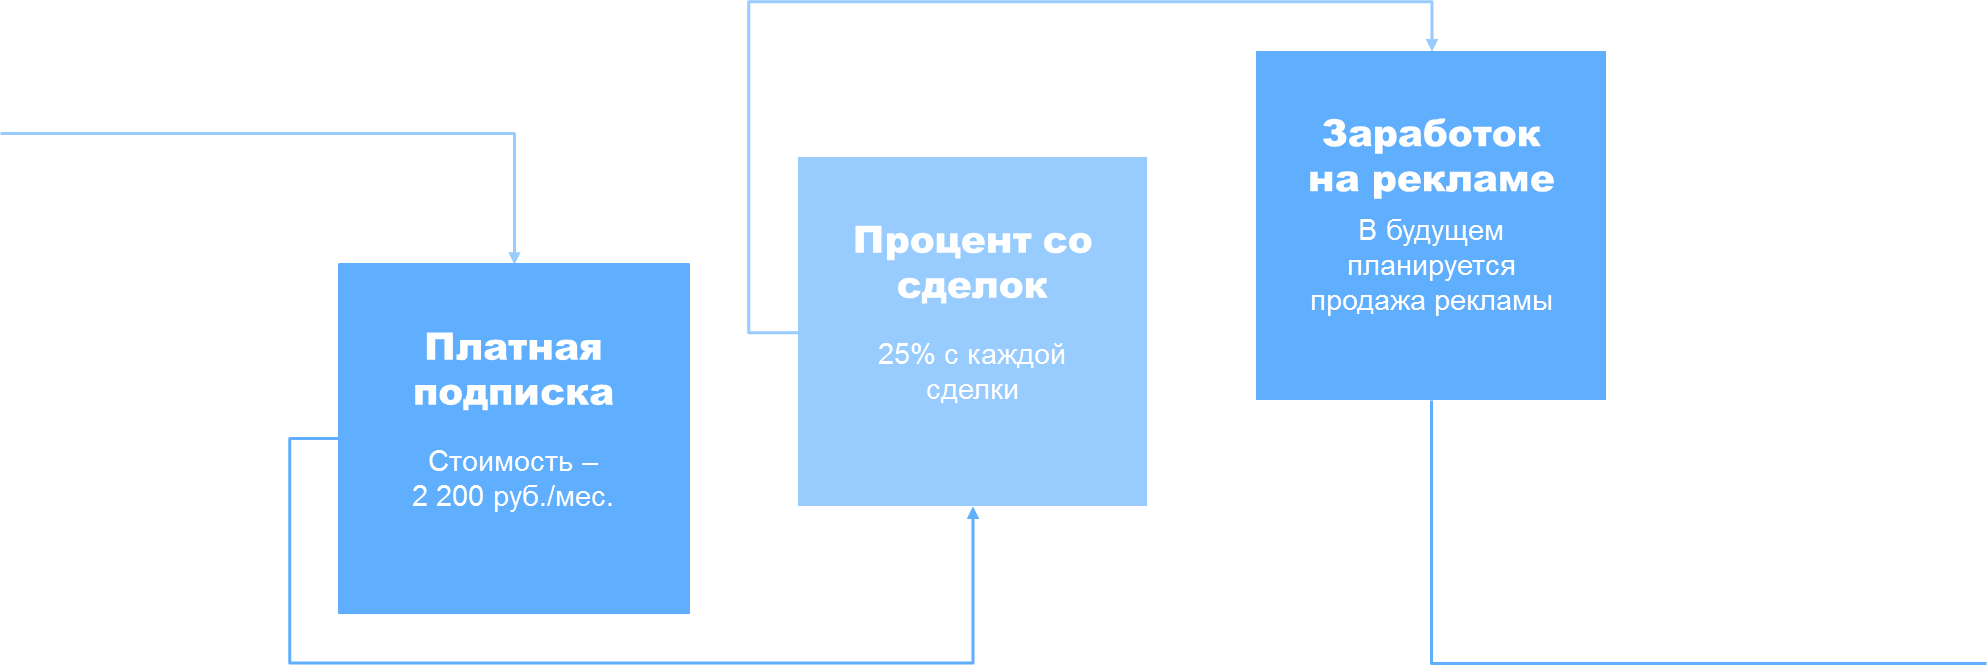 Платная
подписка
Стоимость –
2 200 руб./мес.
Процент со
сделок
25% с каждой
сделки
Заработок
на рекламе
В будущем
планируется
продажа рекламы